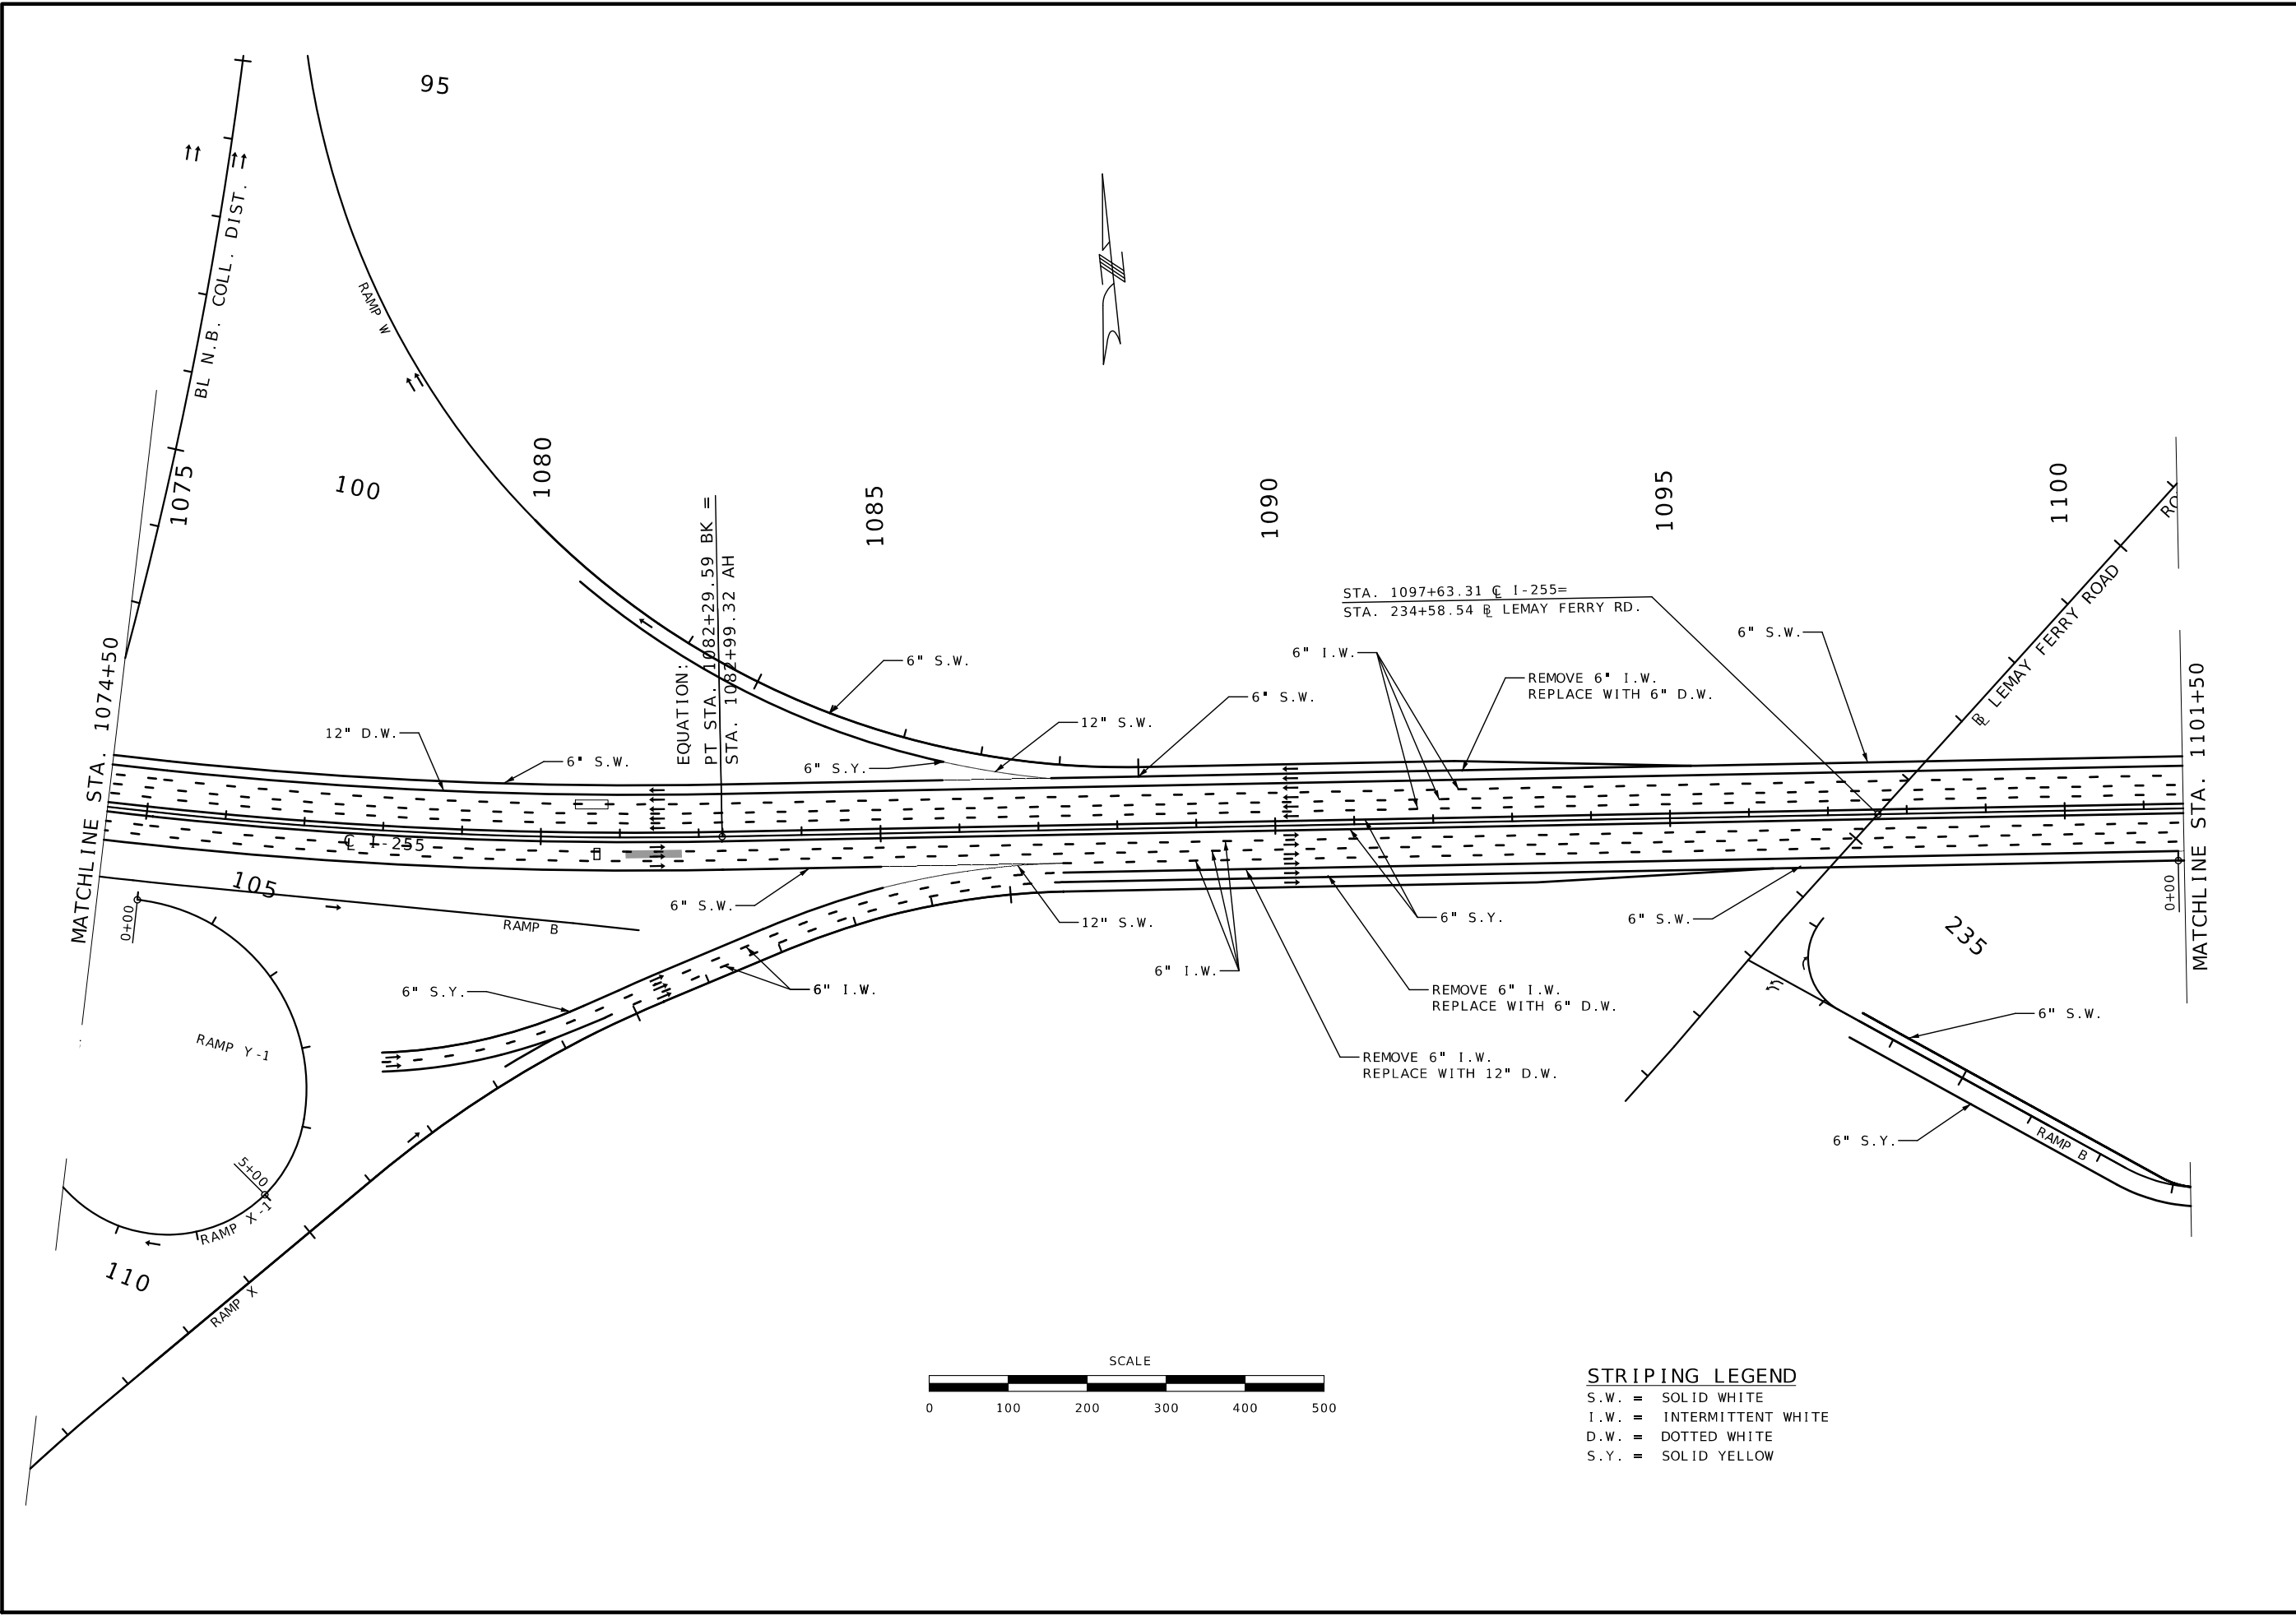 95
BL N.B. COLL. DIST.
RAMP W
1075
100
1080
1085
1090
1095
1100
EQUATION:
PT STA. 1082+29.59 BK =
STA. 1082+99.32 AH
STA. 1097+63.31 ℄ I-255=
STA. 234+58.54 BL LEMAY FERRY RD.
BL LEMAY FERRY ROAD
RO
MATCHLINE STA. 1074+50
MATCHLINE STA. 1101+50
6" S.W.
6" I.W.
6" S.W.
REMOVE 6" I.W.
REPLACE WITH 6" D.W.
6" S.W.
12" S.W.
12" D.W.
6" S.W.
6" S.Y.
℄ I-255
105
0+00
RAMP B
6" S.W.
12" S.W.
6" S.Y.
6" S.W.
0+00
235
6" S.Y.
6" I.W.
6" I.W.
REMOVE 6" I.W.
REPLACE WITH 6" D.W.
6" S.W.
RAMP Y-1
REMOVE 6" I.W.
REPLACE WITH 12" D.W.
6" S.Y.
RAMP B
5+00
RAMP X-1
110
RAMP X
SCALE
0 100 200 300 400 500
STRIPING LEGEND
S.W. = SOLID WHITE
I.W. = INTERMITTENT WHITE
D.W. = DOTTED WHITE
S.Y. = SOLID YELLOW